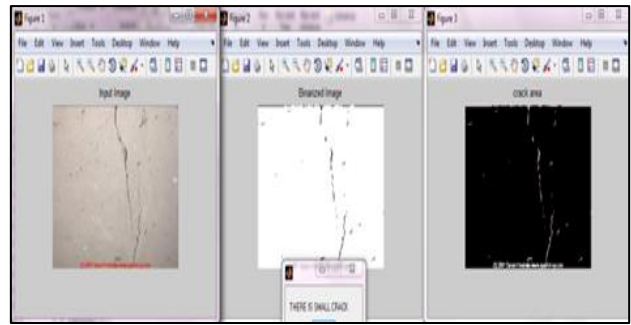 Figure 1
File Edit View Insert Tools Desktop Window Help
Input Image
Figure 2
File Edit View Insert Tools Desktop Window Help
Binarized Image
THERE IS SMALL CRACK
Figure 3
File Edit View Insert Tools Desktop Window Help
crack area